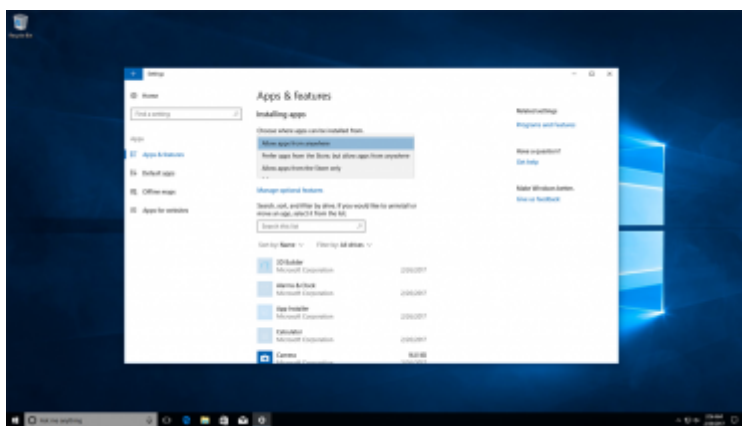 Recycle Bin
Settings
Home
Find a setting
Apps
Apps & features
Default apps
Offline maps
Apps for websites
Apps & features
Installing apps
Choose where apps can be installed from.
Allow apps from anywhere
Prefer apps from the Store, but allow apps from anywhere
Allow apps from the Store only
Manage optional features
Search, sort, and filter by drive. If you would like to uninstall or
move an app, select it from the list.
Search this list
Sort by: Name
Filter by: All drives
3D Builder
Microsoft Corporation
Alarms & Clock
Microsoft Corporation
App Installer
Microsoft Corporation
Calculator
Microsoft Corporation
Camera
Microsoft Corporation
Related settings
Programs and Features
Have a question?
Get help
Make Windows better.
Give us feedback
Ask me anything